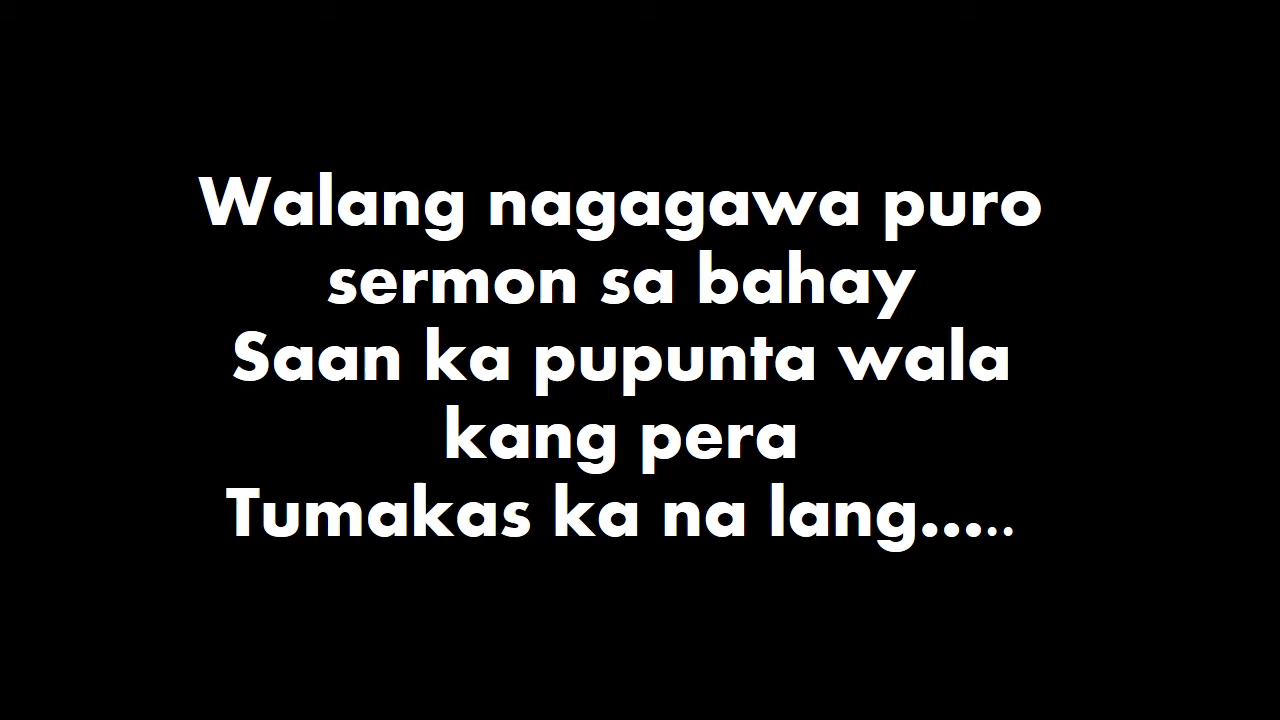 Walang nagagawa puro
sermon sa bahay
Saan ka pupunta wala
kang pera
Tumakas ka na lang.....